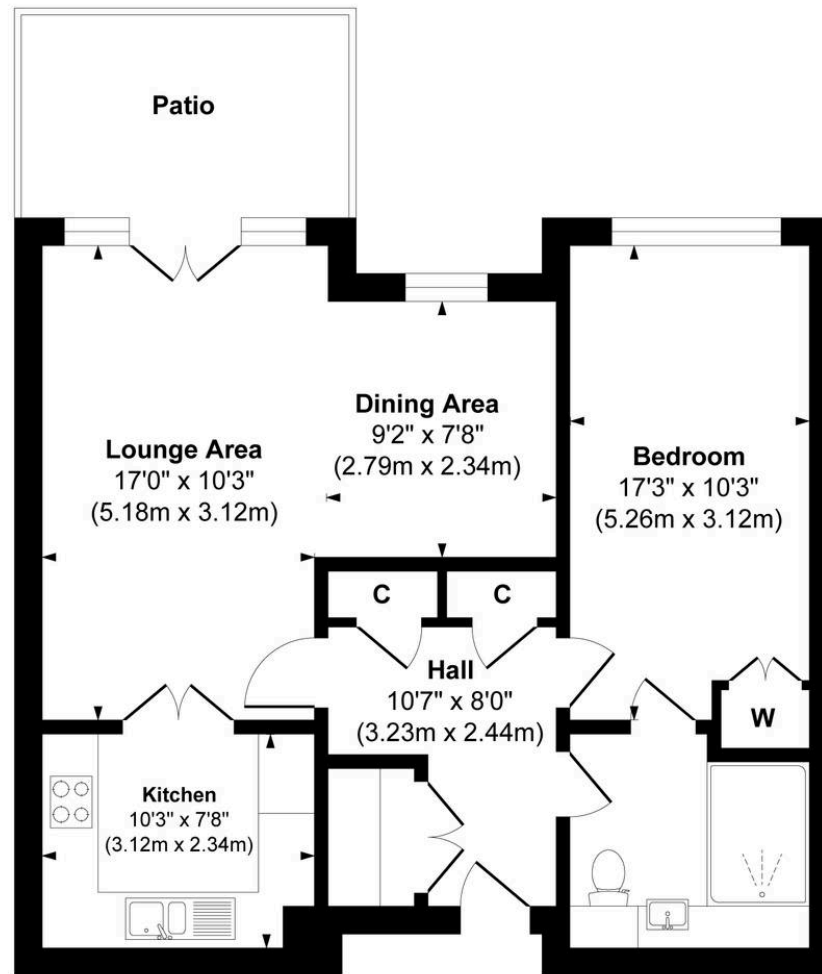 Patio
Dining Area
9'2" x 7'8"
(2.79m x 2.34m)
Lounge Area
17'0" x 10'3"
(5.18m x 3.12m)
Bedroom
17'3" x 10'3"
(5.26m x 3.12m)
C
C
Hall
10'7" x 8'0"
(3.23m x 2.44m)
W
Kitchen
10'3" x 7'8"
(3.12m x 2.34m)